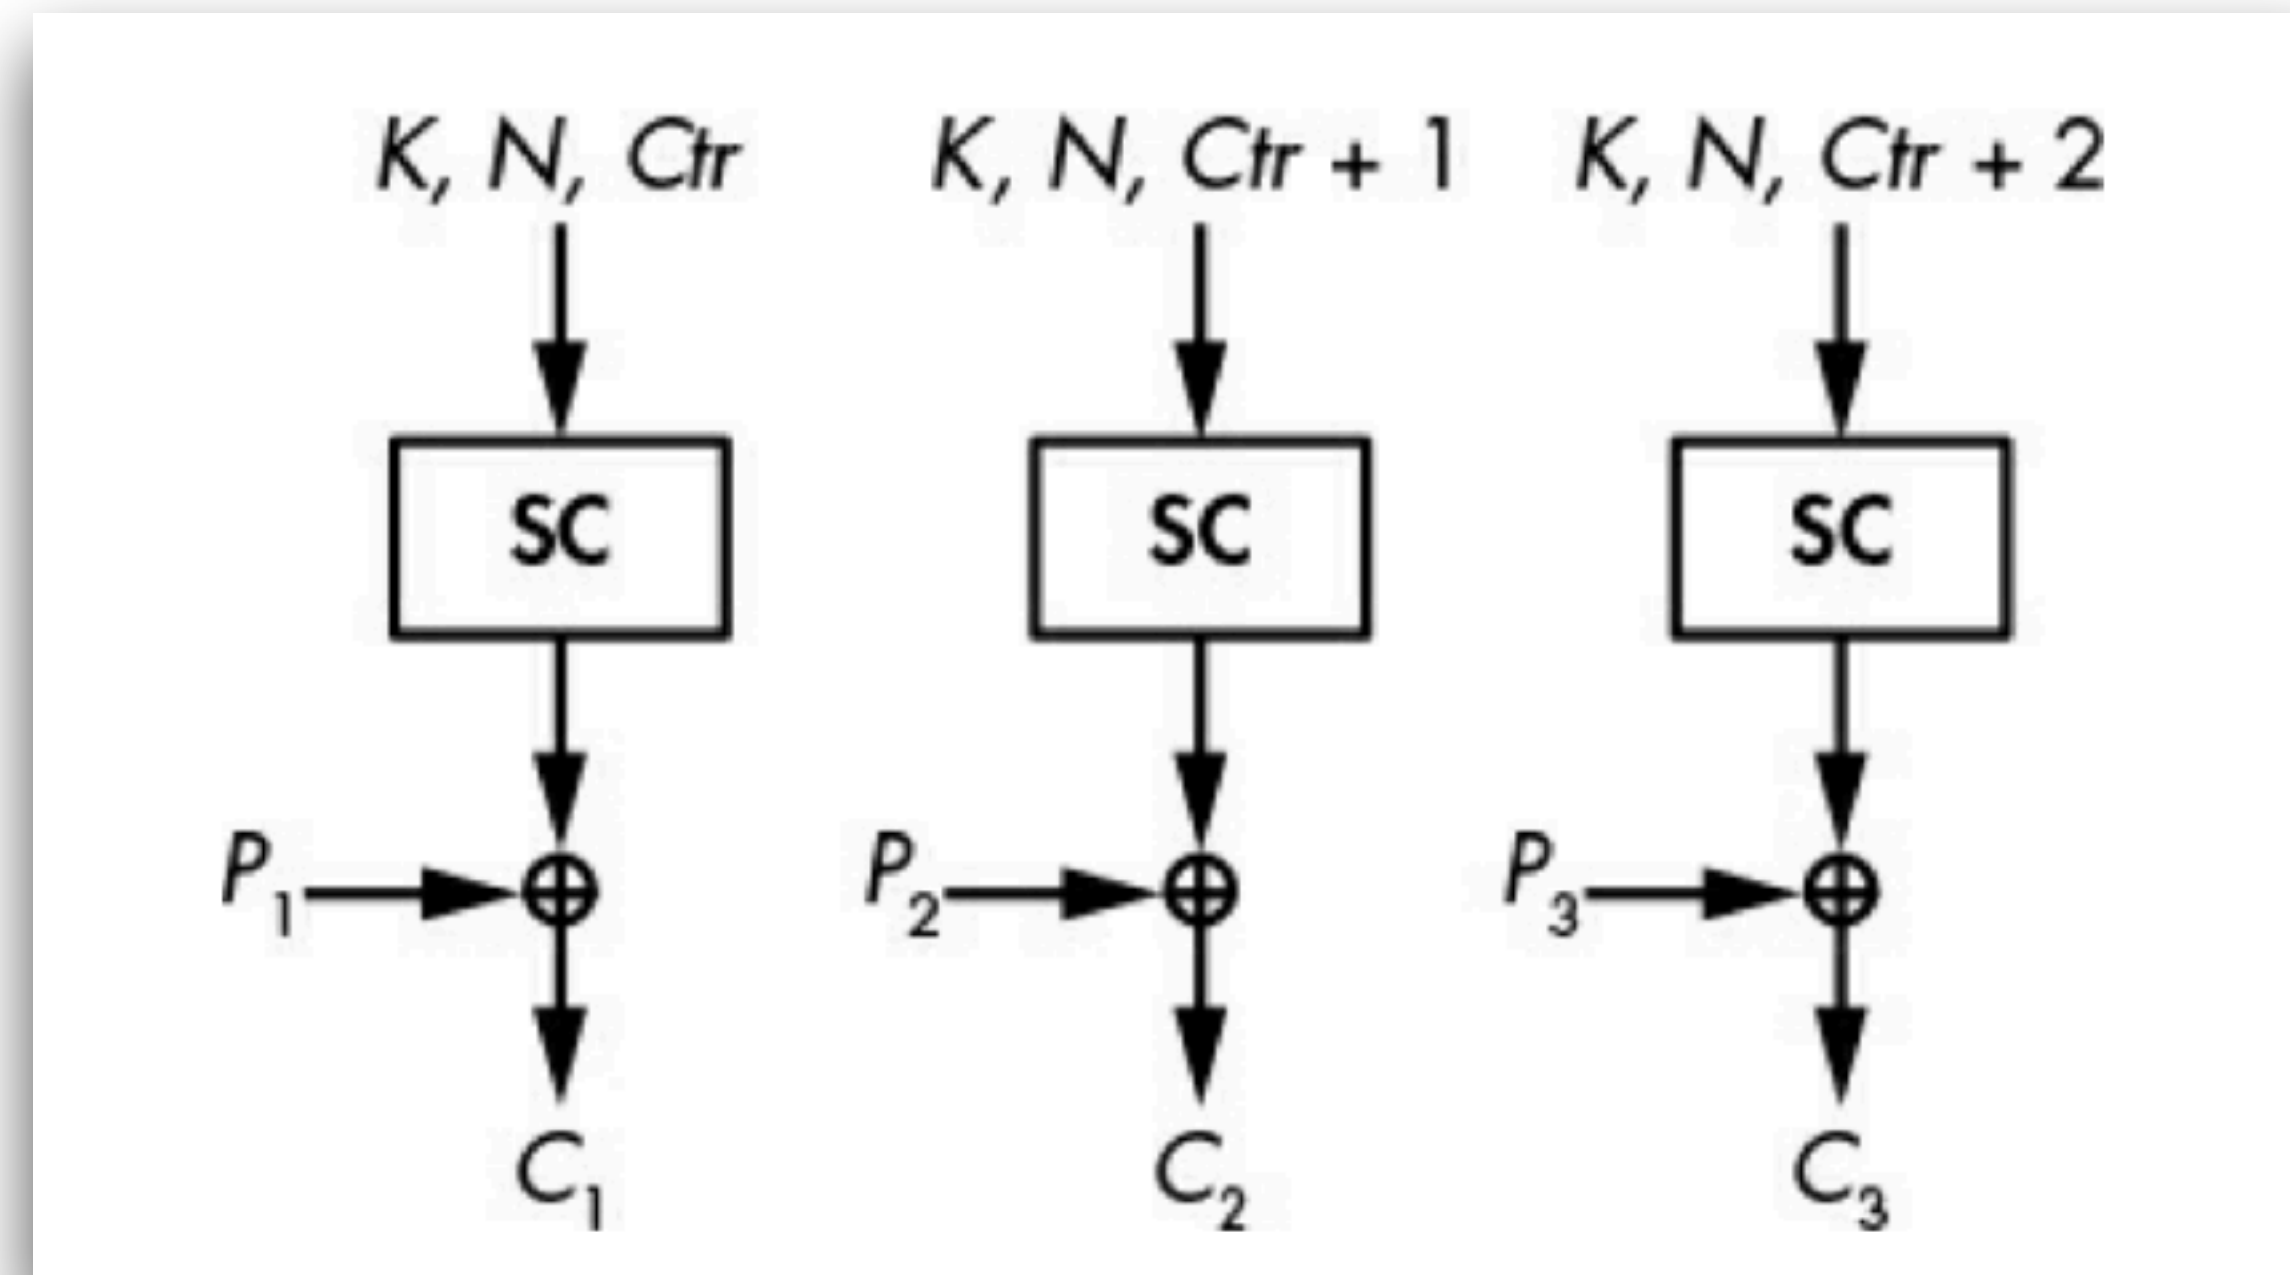 K, N, Ctr
K, N, Ctr + 1
K, N, Ctr + 2
SC
SC
SC
P₁
P₂
P₃
C₁
C₂
C₃